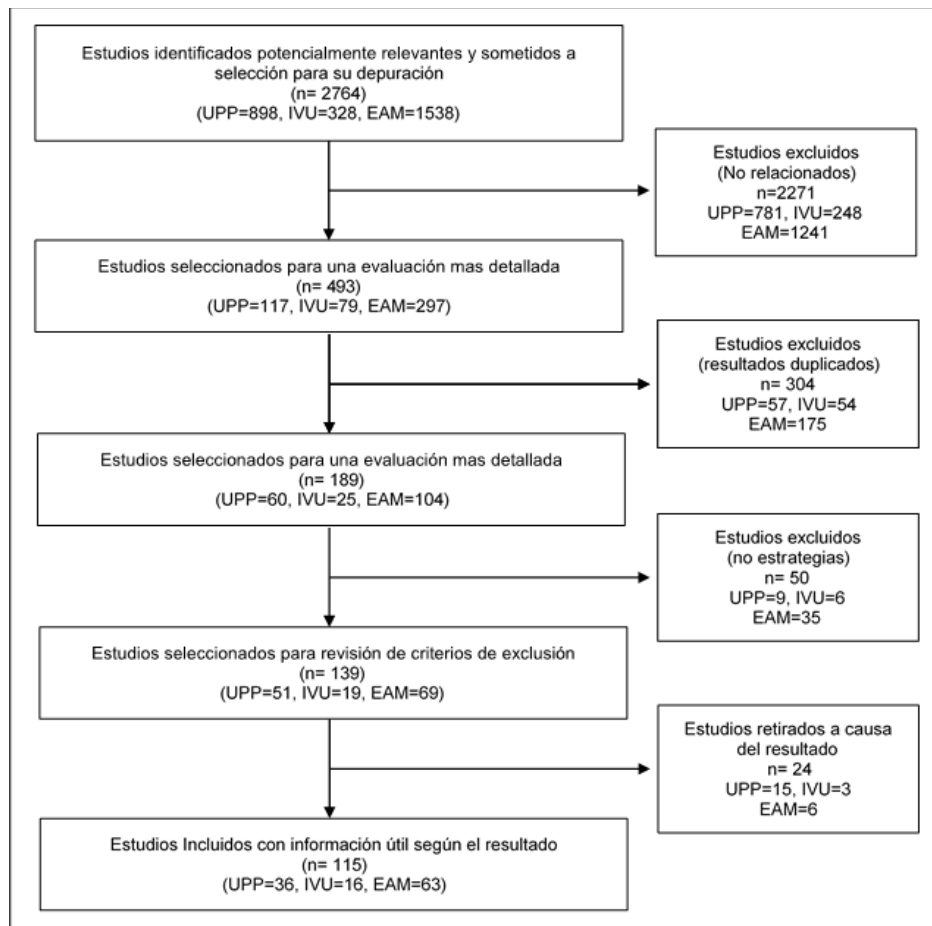 Estudios identificados potencialmente relevantes y sometidos a
selección para su depuración
(n= 2764)
(UPP=898, IVU=328, EAM=1538)
Estudios excluidos
(No relacionados)
n=2271
UPP=781, IVU=248
EAM=1241
Estudios seleccionados para una evaluación mas detallada
(n= 493)
(UPP=117, IVU=79, EAM=297)
Estudios excluidos
(resultados duplicados)
n= 304
UPP=57, IVU=54
EAM=175
Estudios seleccionados para una evaluación mas detallada
(n= 189)
(UPP=60, IVU=25, EAM=104)
Estudios excluidos
(no estrategias)
n= 50
UPP=9, IVU=6
EAM=35
Estudios seleccionados para revisión de criterios de exclusión
(n= 139)
(UPP=51, IVU=19, EAM=69)
Estudios retirados a causa
del resultado
n= 24
UPP=15, IVU=3
EAM=6
Estudios Incluidos con información útil según el resultado
(n= 115)
(UPP=36, IVU=16, EAM=63)